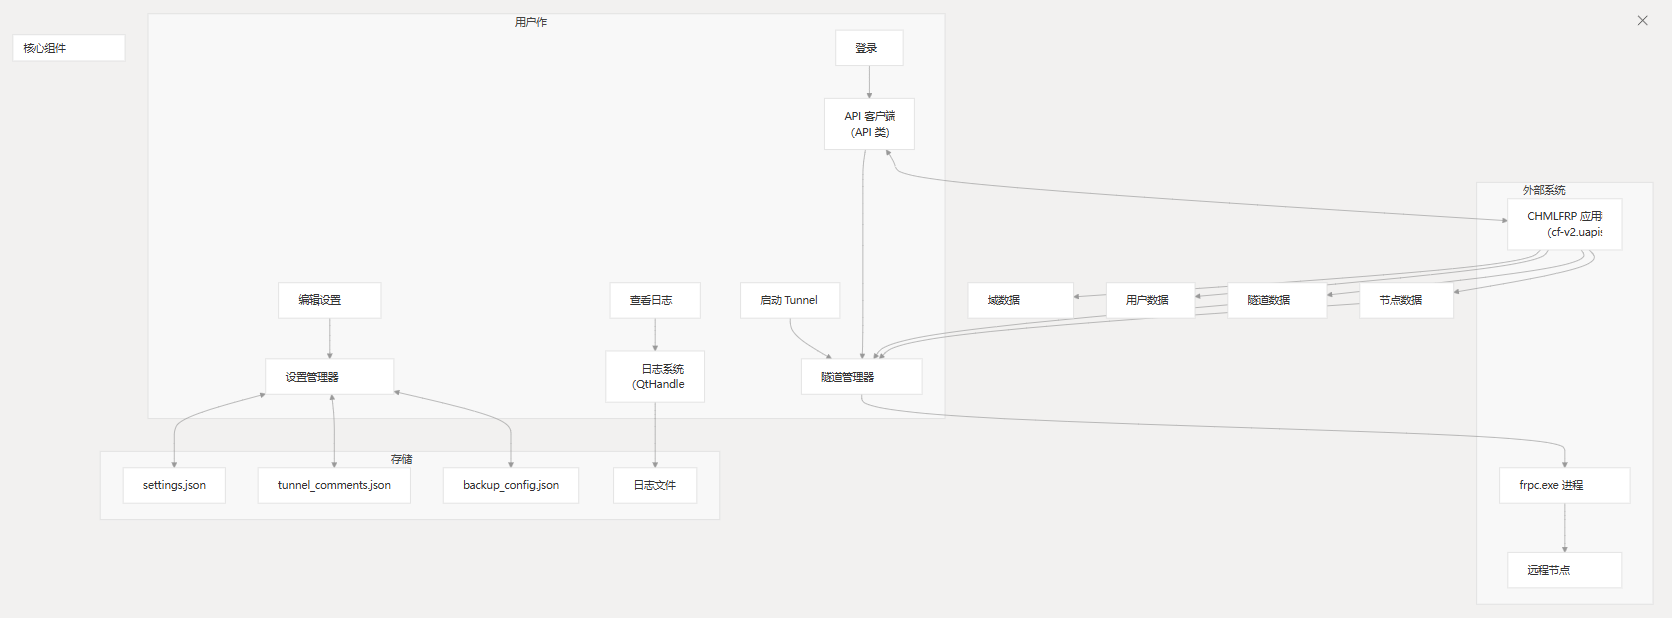 用户作
核心组件
登录
API 客户端
(API 类)
外部系统
CHMLFRP 应用
(cf-v2.uapis
编辑设置
查看日志
启动 Tunnel
域数据
用户数据
隧道数据
节点数据
设置管理器
日志系统
(QtHandle
隧道管理器
存储
settings.json
tunnel_comments.json
backup_config.json
日志文件
frpc.exe 进程
远程节点